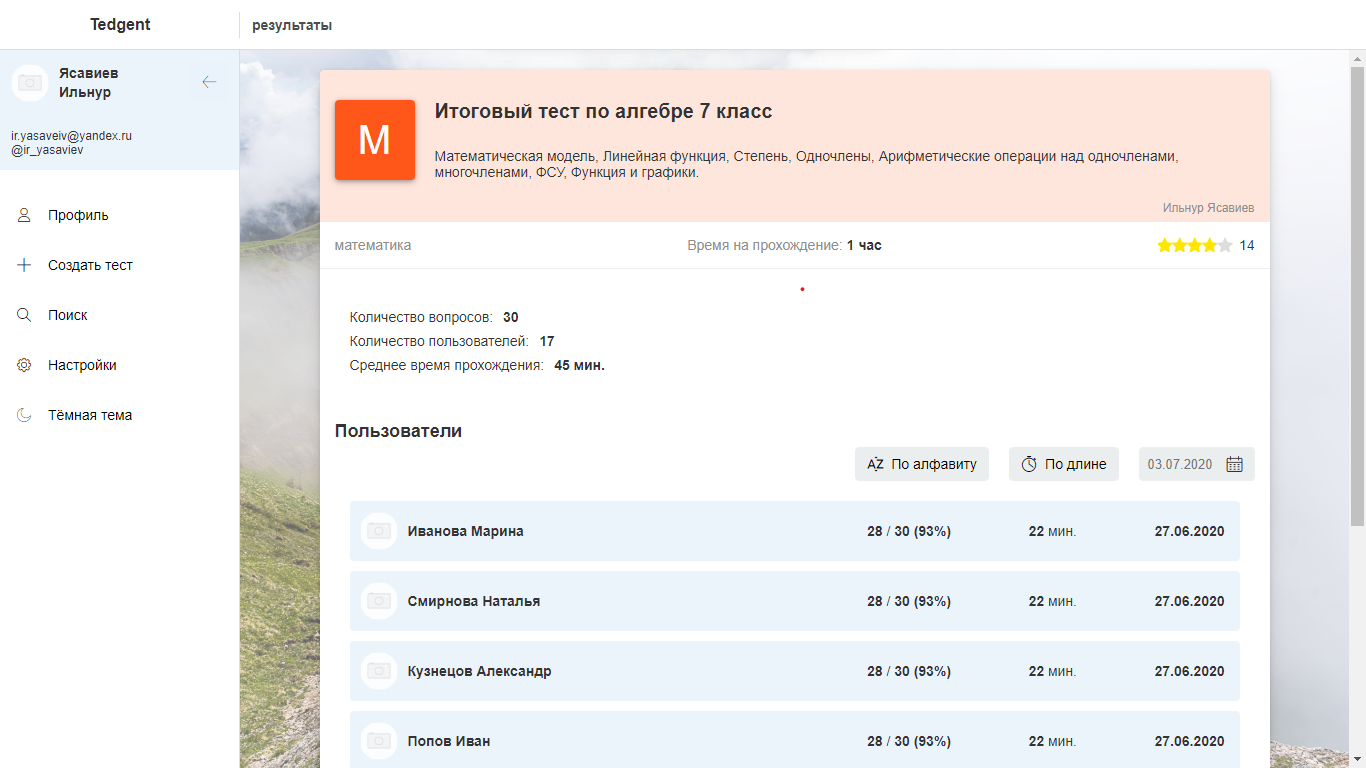 Tedgent
результаты
Ясавиев
Ильнур
ir.yasaveiv@yandex.ru
@ir_yasaviev
Профиль
Создать тест
Поиск
Настройки
Тёмная тема
М
Итоговый тест по алгебре 7 класс
Математическая модель, Линейная функция, Степень, Одночлены, Арифметические операции над одночленами,
многочленами, ФСУ, Функция и графики.
Ильнур Ясавиев
математика
Время на прохождение: 1 час
14
Количество вопросов: 30
Количество пользователей: 17
Среднее время прохождения: 45 мин.
Пользователи
AZ По алфавиту
По длине
03.07.2020
Иванова Марина 28 / 30 (93%) 22 мин. 27.06.2020
Смирнова Наталья 28 / 30 (93%) 22 мин. 27.06.2020
Кузнецов Александр 28 / 30 (93%) 22 мин. 27.06.2020
Попов Иван 28 / 30 (93%) 22 мин. 27.06.2020